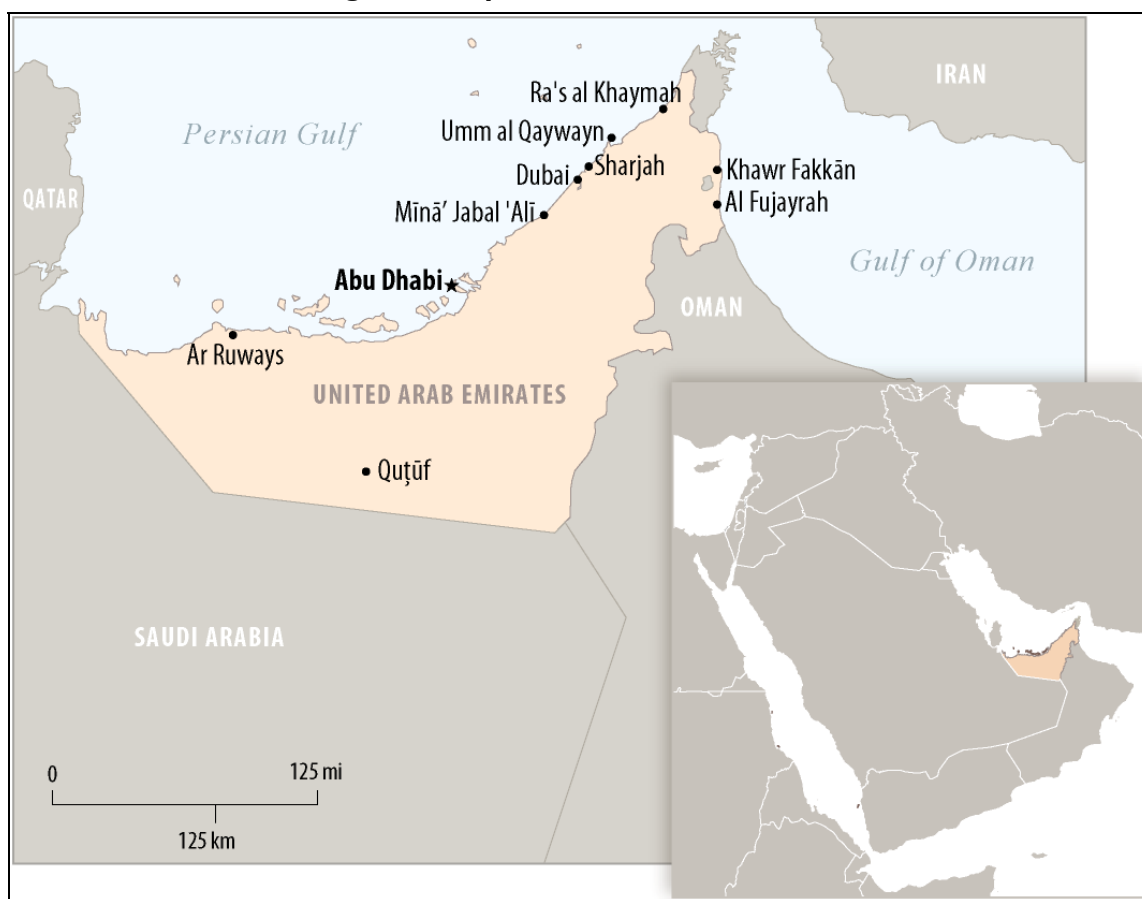 IRAN
Ra's al Khaymah
Persian Gulf
Umm al Qaywayn
Sharjah
Khawr Fakkān
Dubai
QATAR
Al Fujayrah
Mīnā’ Jabal 'Alī
Gulf of Oman
Abu Dhabi
OMAN
Ar Ruways
UNITED ARAB EMIRATES
Quṭūf
SAUDI ARABIA
0
125 mi
125 km